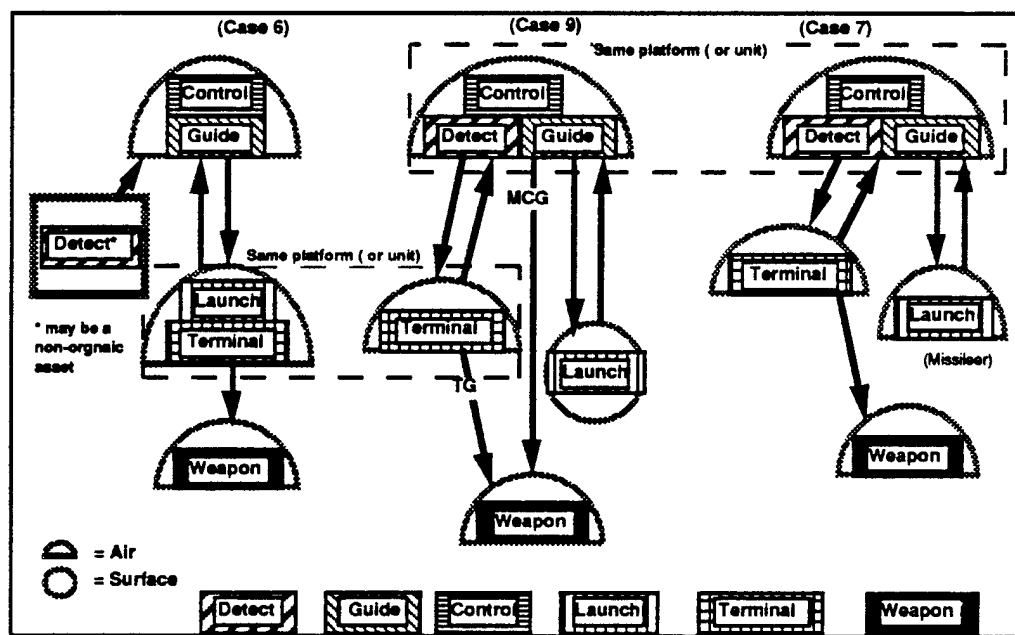 (Case 6)
(Case 9)
(Case 7)
Same platform ( or unit)
Control
Guide
Detect*
Same platform ( or unit)
Launch
Terminal
* may be a
non-orgnaic
asset
Weapon
Control
Detect
Guide
MCG
Terminal
TG
Launch
Weapon
Control
Detect
Guide
Terminal
Launch
(Missileer)
Weapon
= Air
= Surface
Detect
Guide
Control
Launch
Terminal
Weapon